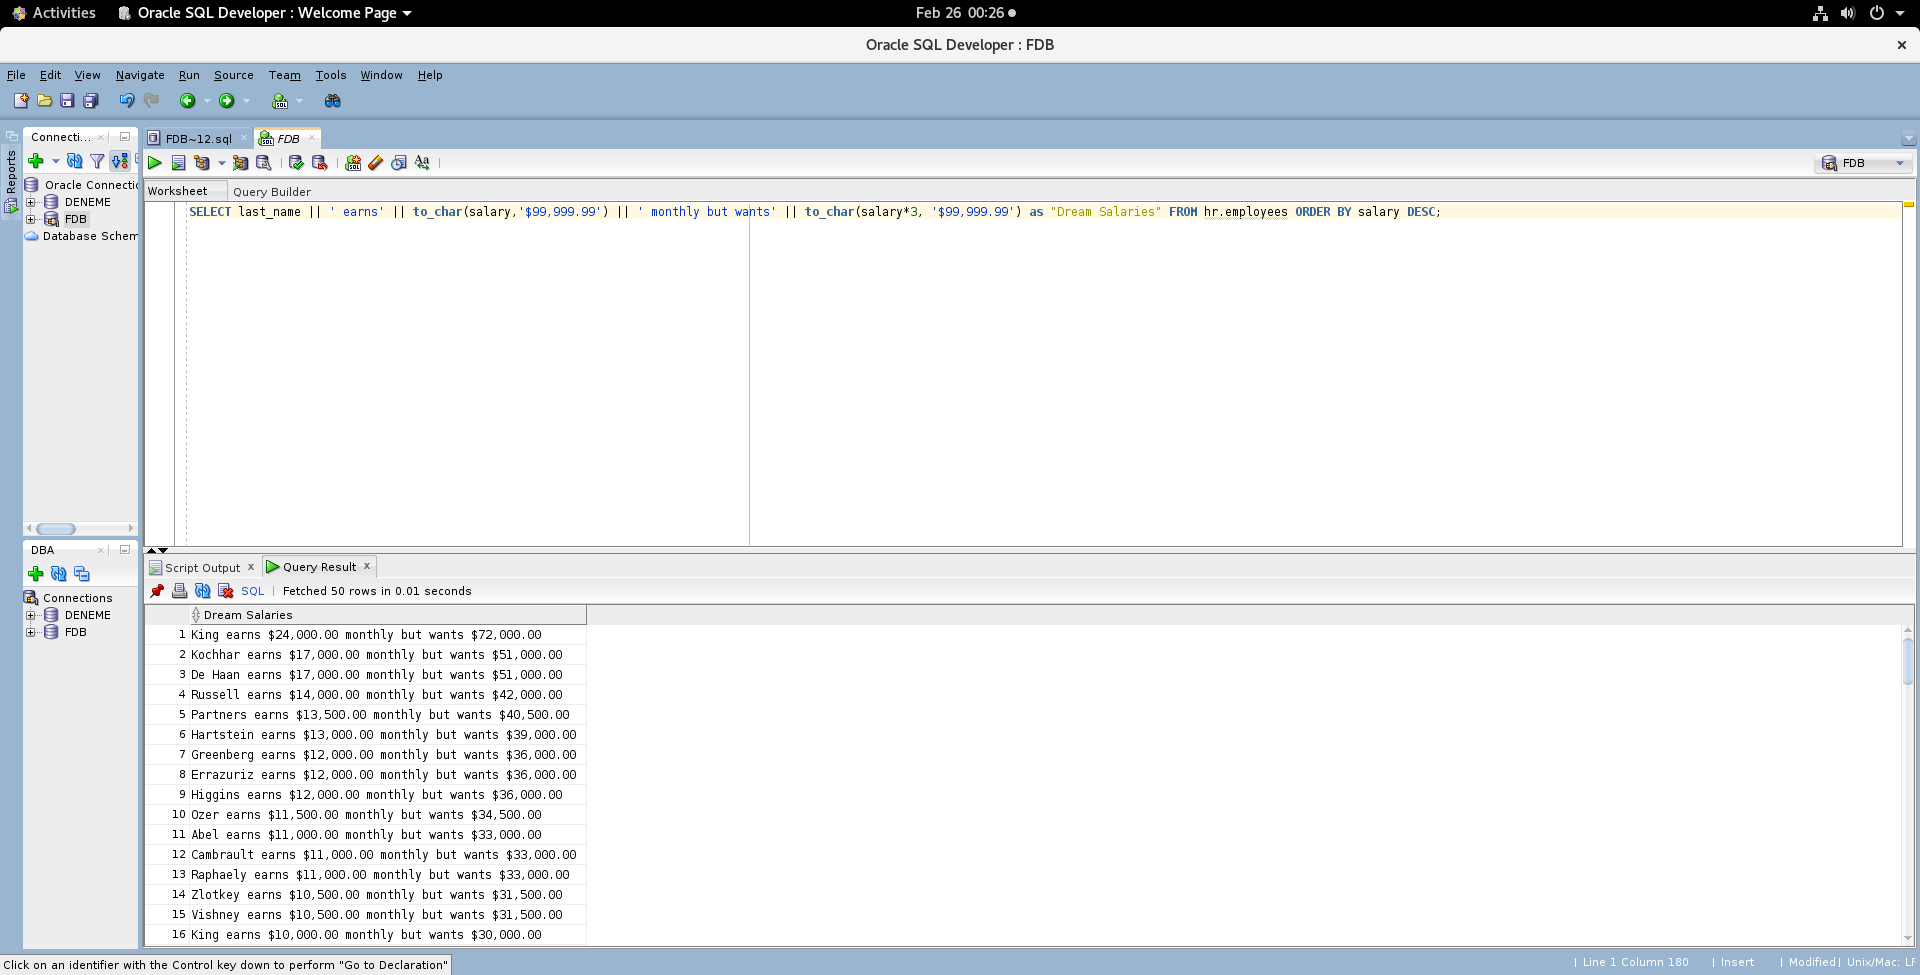 Activities Oracle SQL Developer : Welcome Page Feb 26 00:26
Oracle SQL Developer : FDB
File Edit View Navigate Run Source Team Tools Window Help
Reports
Connecti...
Oracle Connectio
DENEME
FDB
Database Schem
FDB~12.sql FDB
FDB
Worksheet Query Builder
SELECT last_name || ' earns' || to_char(salary,'$99,999.99') || ' monthly but wants' || to_char(salary*3, '$99,999.99') as "Dream Salaries" FROM hr.employees ORDER BY salary DESC;
DBA
Connections
DENEME
FDB
Script Output x Query Result x
SQL | Fetched 50 rows in 0.01 seconds
Dream Salaries
1 King earns $24,000.00 monthly but wants $72,000.00
2 Kochhar earns $17,000.00 monthly but wants $51,000.00
3 De Haan earns $17,000.00 monthly but wants $51,000.00
4 Russell earns $14,000.00 monthly but wants $42,000.00
5 Partners earns $13,500.00 monthly but wants $40,500.00
6 Hartstein earns $13,000.00 monthly but wants $39,000.00
7 Greenberg earns $12,000.00 monthly but wants $36,000.00
8 Errazuriz earns $12,000.00 monthly but wants $36,000.00
9 Higgins earns $12,000.00 monthly but wants $36,000.00
10 Ozer earns $11,500.00 monthly but wants $34,500.00
11 Abel earns $11,000.00 monthly but wants $33,000.00
12 Cambrault earns $11,000.00 monthly but wants $33,000.00
13 Raphaely earns $11,000.00 monthly but wants $33,000.00
14 Zlotkey earns $10,500.00 monthly but wants $31,500.00
15 Vishney earns $10,500.00 monthly but wants $31,500.00
16 King earns $10,000.00 monthly but wants $30,000.00
Click on an identifier with the Control key down to perform "Go to Declaration"
| Line 1 Column 180 | Insert | Modified | Unix/Mac: LF